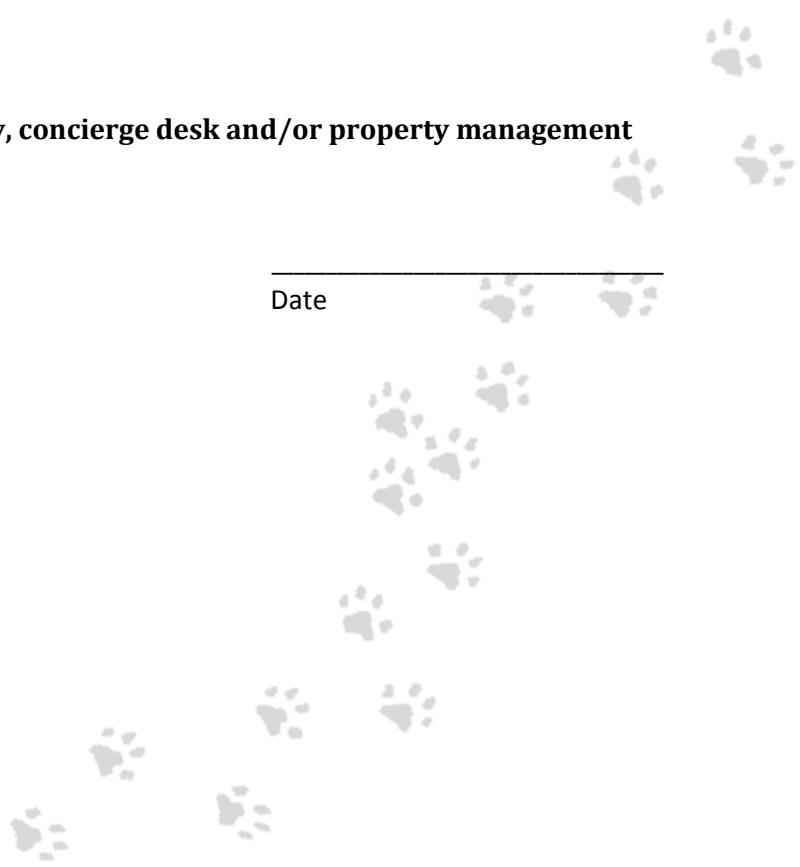 , concierge desk and/or property management
Date